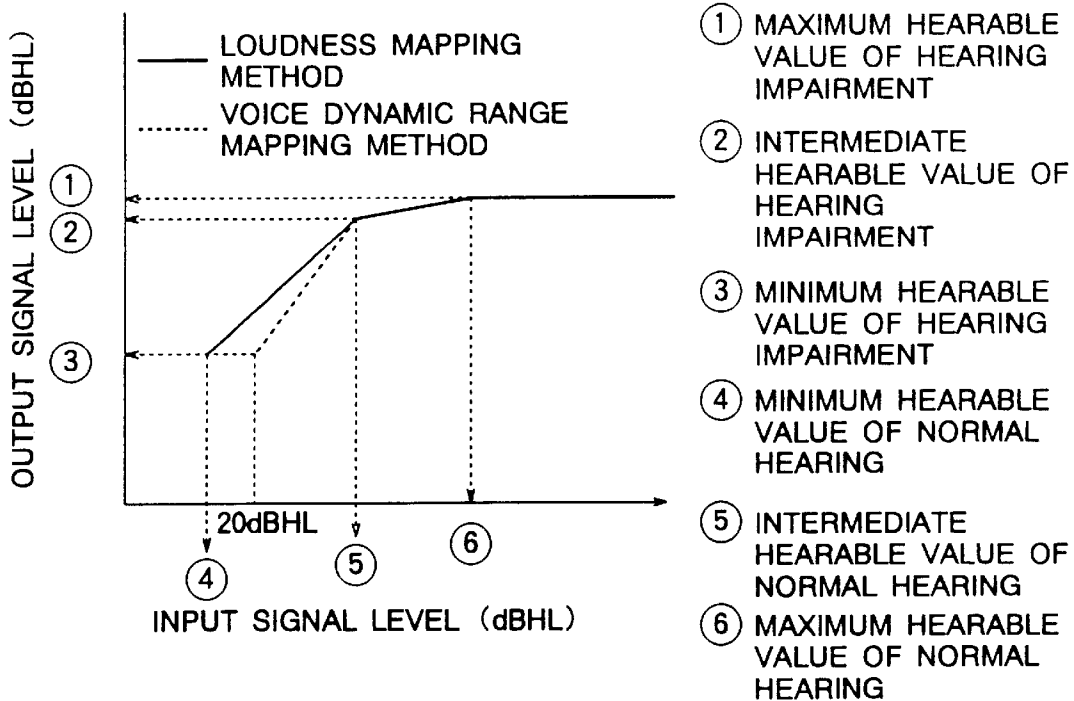 OUTPUT SIGNAL LEVEL (dBHL)
LOUDNESS MAPPING
METHOD
VOICE DYNAMIC RANGE
MAPPING METHOD
①
②
③
20dBHL
④
⑤
⑥
INPUT SIGNAL LEVEL (dBHL)
① MAXIMUM HEARABLE
VALUE OF HEARING
IMPAIRMENT
② INTERMEDIATE
HEARABLE VALUE OF
HEARING
IMPAIRMENT
③ MINIMUM HEARABLE
VALUE OF HEARING
IMPAIRMENT
④ MINIMUM HEARABLE
VALUE OF NORMAL
HEARING
⑤ INTERMEDIATE
HEARABLE VALUE OF
NORMAL HEARING
⑥ MAXIMUM HEARABLE
VALUE OF NORMAL
HEARING